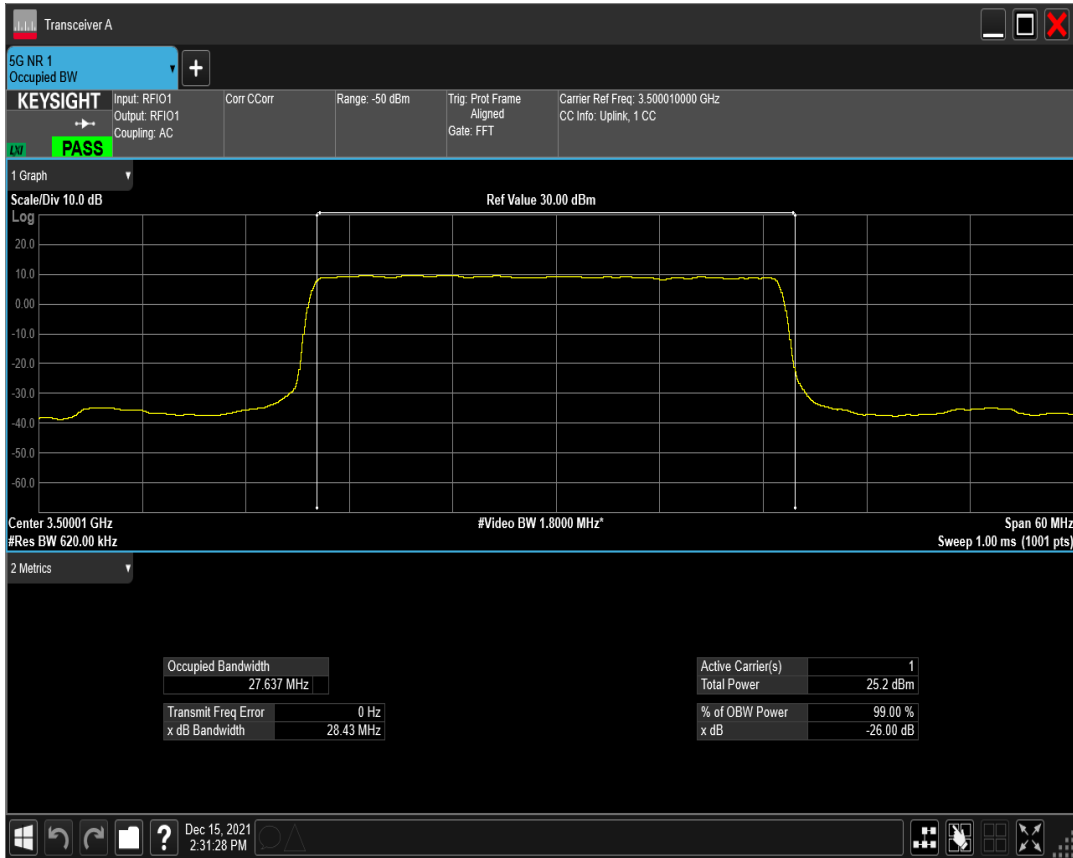 Transceiver A
5G NR 1
Occupied BW
KEYSIGHT
LXI
PASS
Input: RFIO1
Output: RFIO1
Coupling: AC
Corr CCorr
Range: -50 dBm
Trig: Prot Frame
Aligned
Gate: FFT
Carrier Ref Freq: 3.500010000 GHz
CC Info: Uplink, 1 CC
1 Graph
Scale/Div 10.0 dB
Ref Value 30.00 dBm
Log
20.0
10.0
0.00
-10.0
-20.0
-30.0
-40.0
-50.0
-60.0
Center 3.50001 GHz
#Video BW 1.8000 MHz*
Span 60 MHz
#Res BW 620.00 kHz
Sweep 1.00 ms (1001 pts)
2 Metrics
Occupied Bandwidth
27.637 MHz
Transmit Freq Error 0 Hz
x dB Bandwidth 28.43 MHz
Active Carrier(s) 1
Total Power 25.2 dBm
% of OBW Power 99.00 %
x dB -26.00 dB
?
Dec 15, 2021
2:31:28 PM